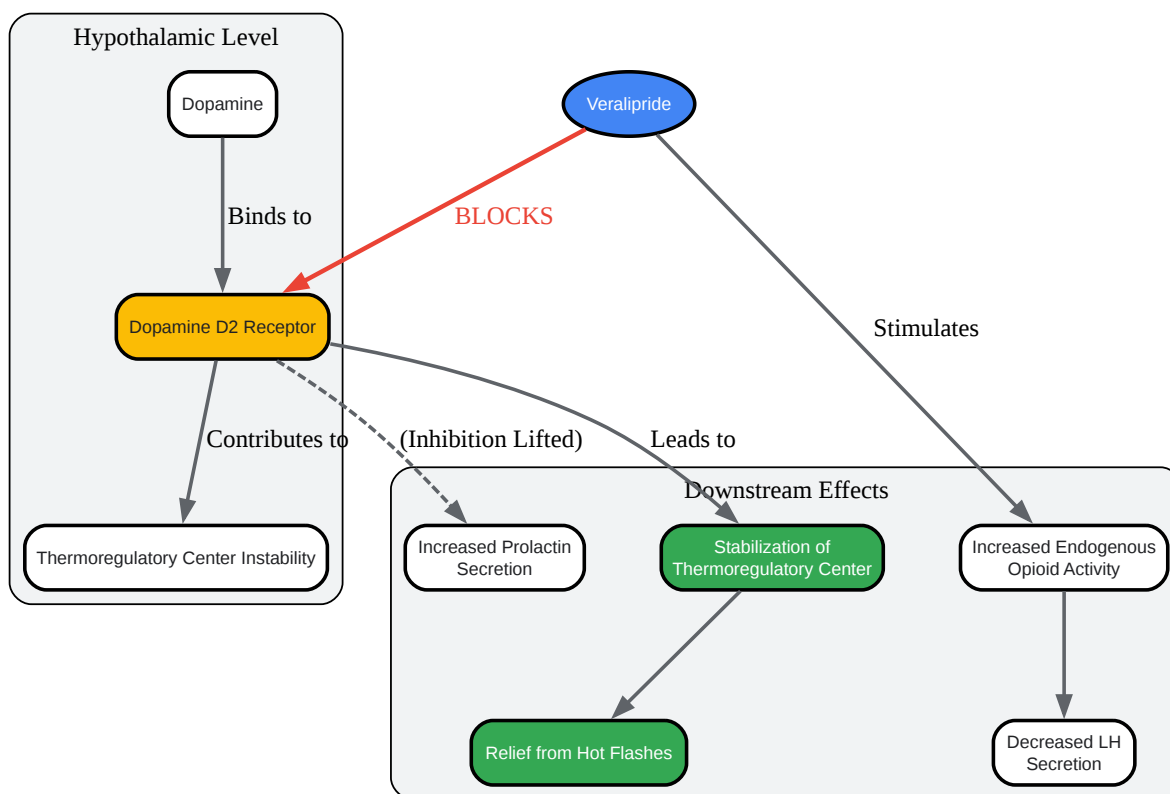 Hypothalamic Level
Dopamine
Veralipride
Binds to
BLOCKS
Dopamine D2 Receptor
Stimulates
Contributes to
(Inhibition Lifted)
Leads to
Downstream Effects
Thermoregulatory Center Instability
Increased Prolactin
Secretion
Stabilization of
Thermoregulatory Center
Increased Endogenous
Opioid Activity
Relief from Hot Flashes
Decreased LH
Secretion